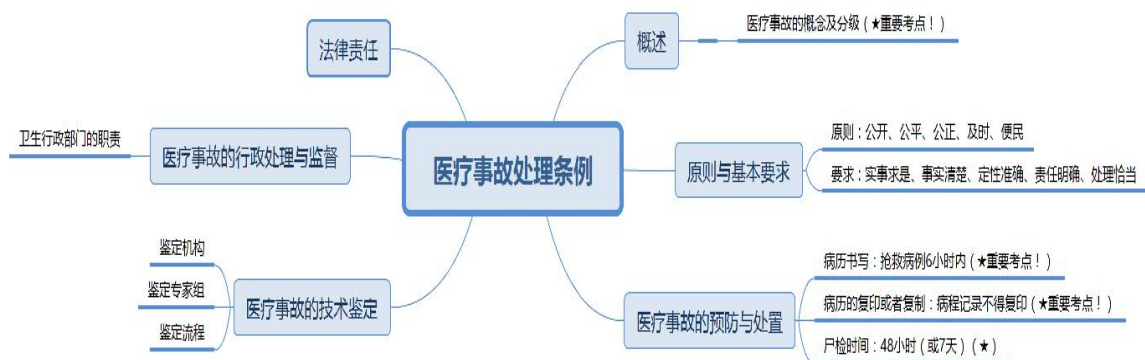 医疗事故处理条例
概述
医疗事故的概念及分级（★重要考点！）
原则与基本要求
原则：公开、公平、公正、及时、便民
要求：实事求是、事实清楚、定性准确、责任明确、处理恰当
医疗事故的预防与处置
病历书写：抢救病例6小时内（★重要考点！）
病历的复印或者复制：病程记录不得复印（★重要考点！）
尸检时间：48小时（或7天）（★）
医疗事故的技术鉴定
鉴定机构
鉴定专家组
鉴定流程
医疗事故的行政处理与监督
卫生行政部门的职责
法律责任